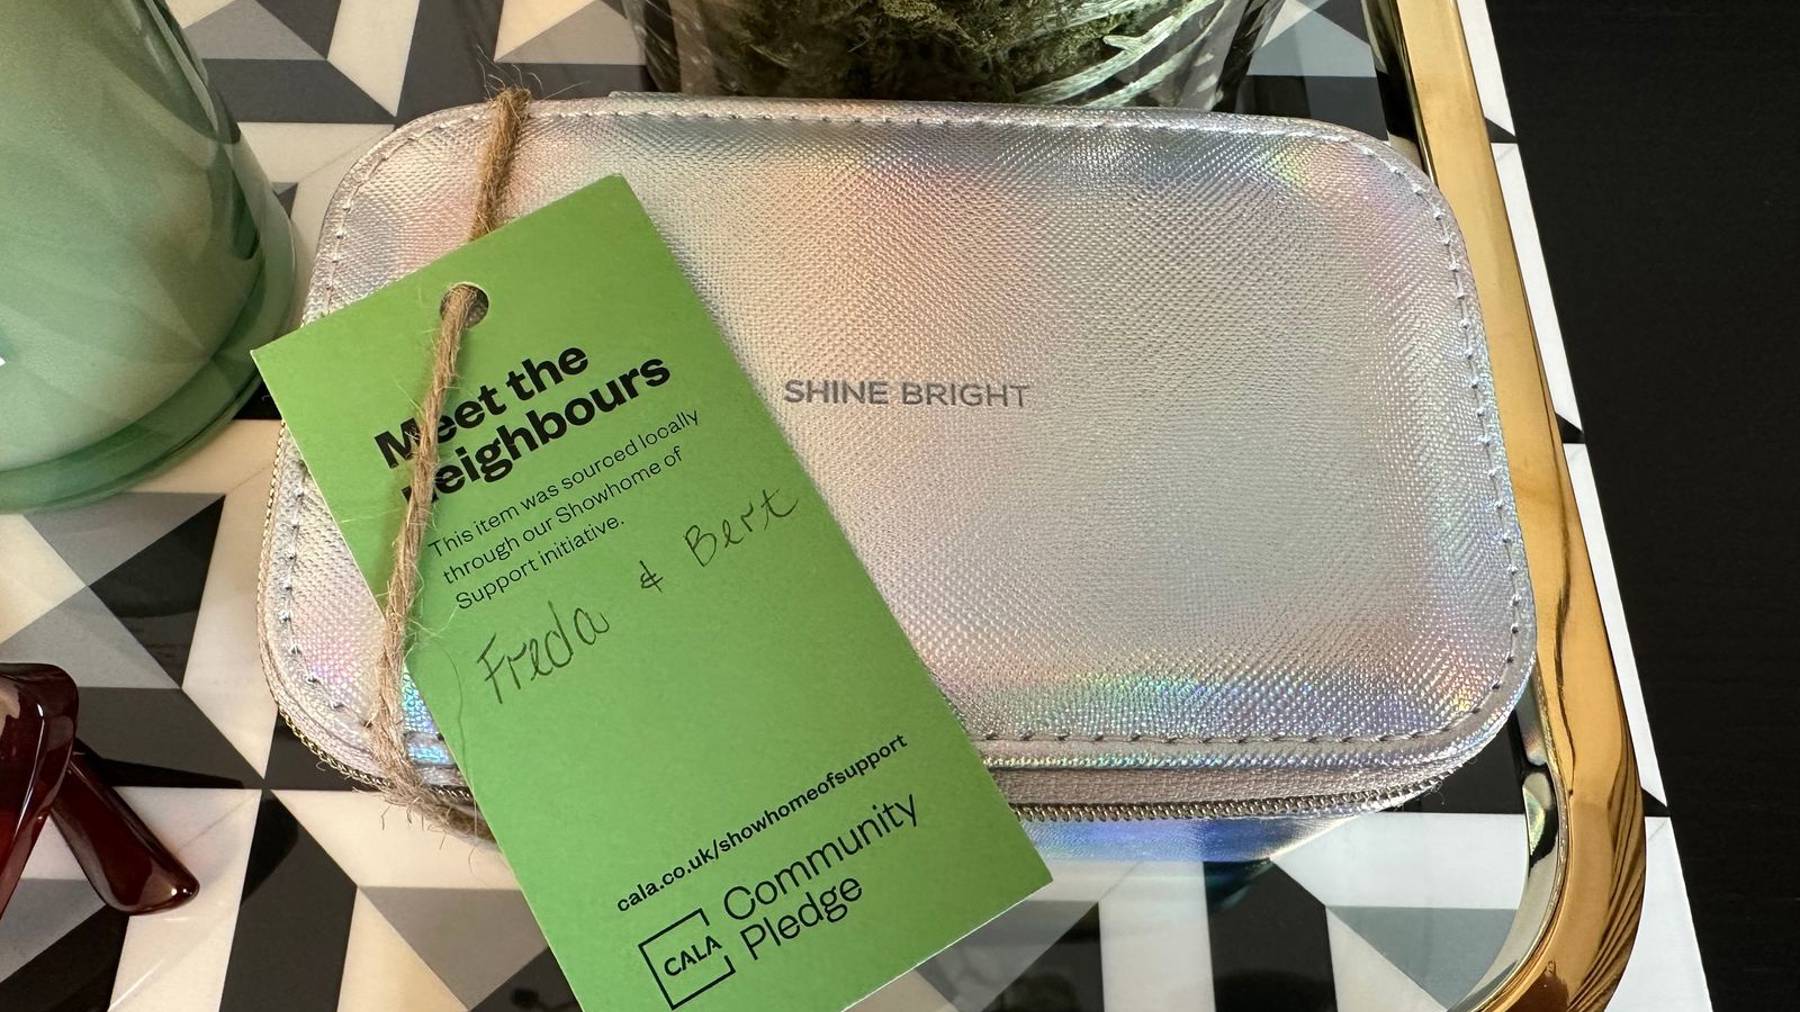 Meet the
neighbours
This item was sourced locally
through our Showhome of
Support initiative.
Freda & Bert
cala.co.uk/showhomeofsupport
CALA
Community
Pledge
SHINE BRIGHT